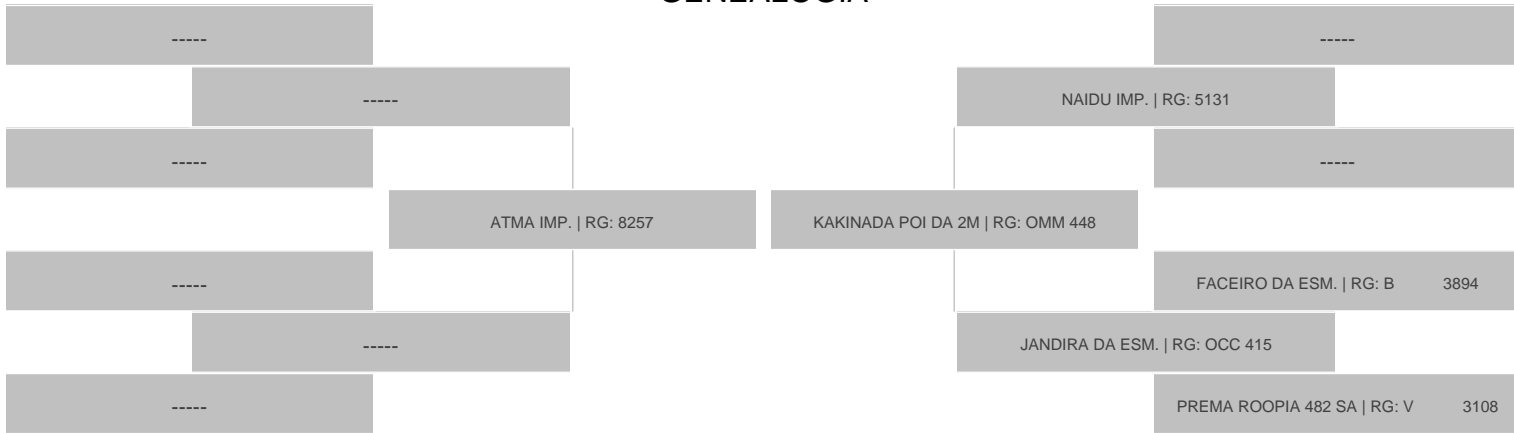 GENEALOGIA
-----
-----
-----
NAIDU IMP. | RG: 5131
-----
-----
ATMA IMP. | RG: 8257
KAKINADA POI DA 2M | RG: OMM 448
-----
FACEIRO DA ESM. | RG: B 3894
-----
JANDIRA DA ESM. | RG: OCC 415
-----
PREMA ROOPIA 482 SA | RG: V 3108